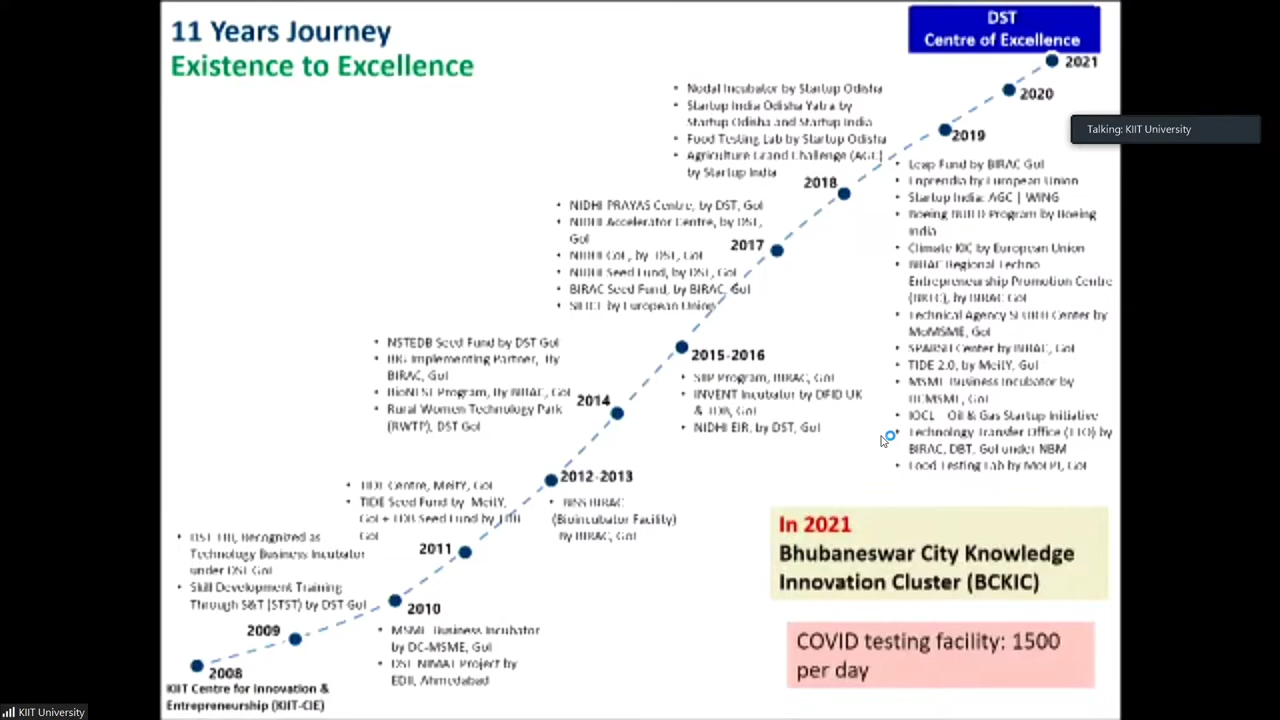 11 Years Journey
Existence to Excellence
DST
Centre of Excellence
2021
2020
Talking: KIIT University
2019
• Nodal Incubator by Startup Odisha
• Startup India Odisha Yatra by
Startup Odisha and Startup India
• Food Testing Lab by Startup Odisha
• Agriculture Grand Challenge (AGC)
by Startup India
2018
• Leap Fund by BIRAC GoI
• by European Union
• Startup India: AGC | WING
• Boeing BUILD Program by Boeing
India
• Climate KIC by European Union
• BIRAC Regional Techno
Entrepreneurship Promotion Centre
by BIRAC GoI
• Technical Agency Center by
MoMSME, GoI
• SPARSH Center by BIRAC, GoI
• TIDE 2.0, by MeitY, GoI
• MSME Business Incubator by
DCMSME, GoI
• IOCL Oil & Gas Startup Initiative
• Technology Transfer Office (TTO) by
BIRAC, DBT, GoI under NBM
• Food Testing Lab by MoFPI, GoI
• NIDHI PRAYAS Centre, by DST, GoI
• NIDHI Accelerator Centre, by DST,
GoI
• NIDHI CoE, by DST, GoI
• NIDHI Seed Fund, by DST, GoI
• BIRAC Seed Fund, by BIRAC, GoI
• by European Union
2017
2015-2016
• SIIP Program, BIRAC, GoI
• INVENT Incubator by DFID UK
& TDB, GoI
• NIDHI EIR, by DST, GoI
• NSTEDB Seed Fund by DST GoI
• BIG Implementing Partner, By
BIRAC, GoI
• BioNEST Program, By BIRAC, GoI
• Rural Women Technology Park
(RWTP), DST GoI
2014
2012-2013
• BIRAC
(Bioincubator Facility)
By BIRAC, GoI
• TIDE Centre, MeitY, GoI
• TIDE Seed Fund by MeitY,
GoI + TDB Seed Fund by TDB
GoI
2011
• DST TBI, Recognized as
Technology Business Incubator
under DST GoI
• Skill Development Training
Through S&T (STST) by DST GoI
2010
• MSME Business Incubator
by DC-MSME, GoI
• DST NIMAT Project by
EDII, Ahmedabad
2009
2008
KIIT Centre for Innovation &
Entrepreneurship (KIIT-CIE)
In 2021
Bhubaneswar City Knowledge
Innovation Cluster (BCKIC)
COVID testing facility: 1500
per day
KIIT University